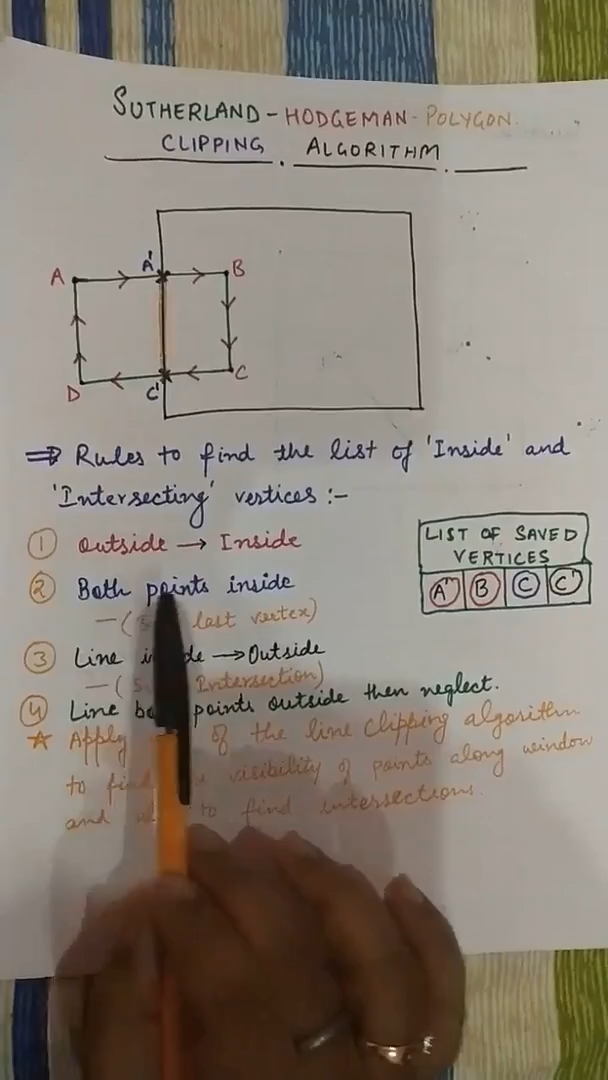 SUTHERLAND-HODGEMAN-POLYGON
CLIPPING ALGORITHM
A
A'
B
D
C'
C
⇒ Rules to find the list of 'Inside' and
'Intersecting' vertices :-
① Outside → Inside
② Both points inside
-( last vertex)
③ Line → Outside
-( Intersection)
④ Line points outside then neglect.
☆ Apply of the line clipping algorithm
to visibility of points along window
and to find intersections.
LIST OF SAVED
VERTICES
A' B C C'